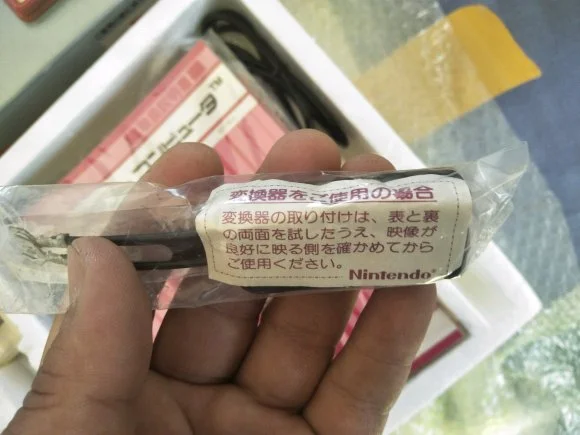 変換器をご使用の場合
変換器の取り付けは、表と裏
の両面を試したうえ、映像が
良好に映る側を確かめてから
ご使用ください。
Nintendo®